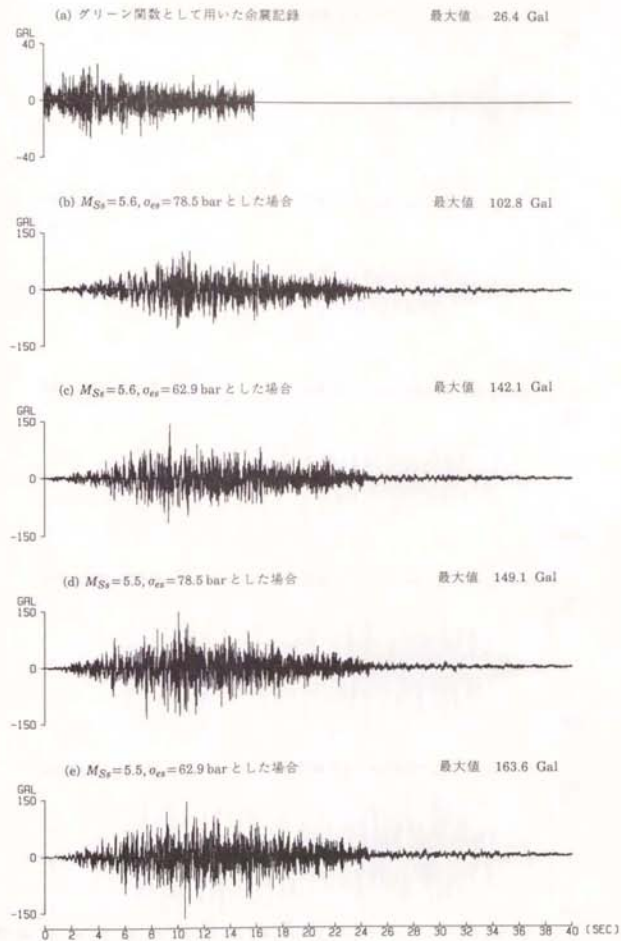 (a) グリーン関数として用いた余震記録 最大値 26.4 Gal
GAL
40
0
-40
(b) MSs=5.6, σes=78.5 bar とした場合 最大値 102.8 Gal
GAL
150
0
-150
(c) MSs=5.6, σes=62.9 bar とした場合 最大値 142.1 Gal
GAL
150
0
-150
(d) MSs=5.5, σes=78.5 bar とした場合 最大値 149.1 Gal
GAL
150
0
-150
(e) MSs=5.5, σes=62.9 bar とした場合 最大値 163.6 Gal
GAL
150
0
-150
0 2 4 6 8 10 12 14 16 18 20 22 24 26 28 30 32 34 36 38 40 (SEC)